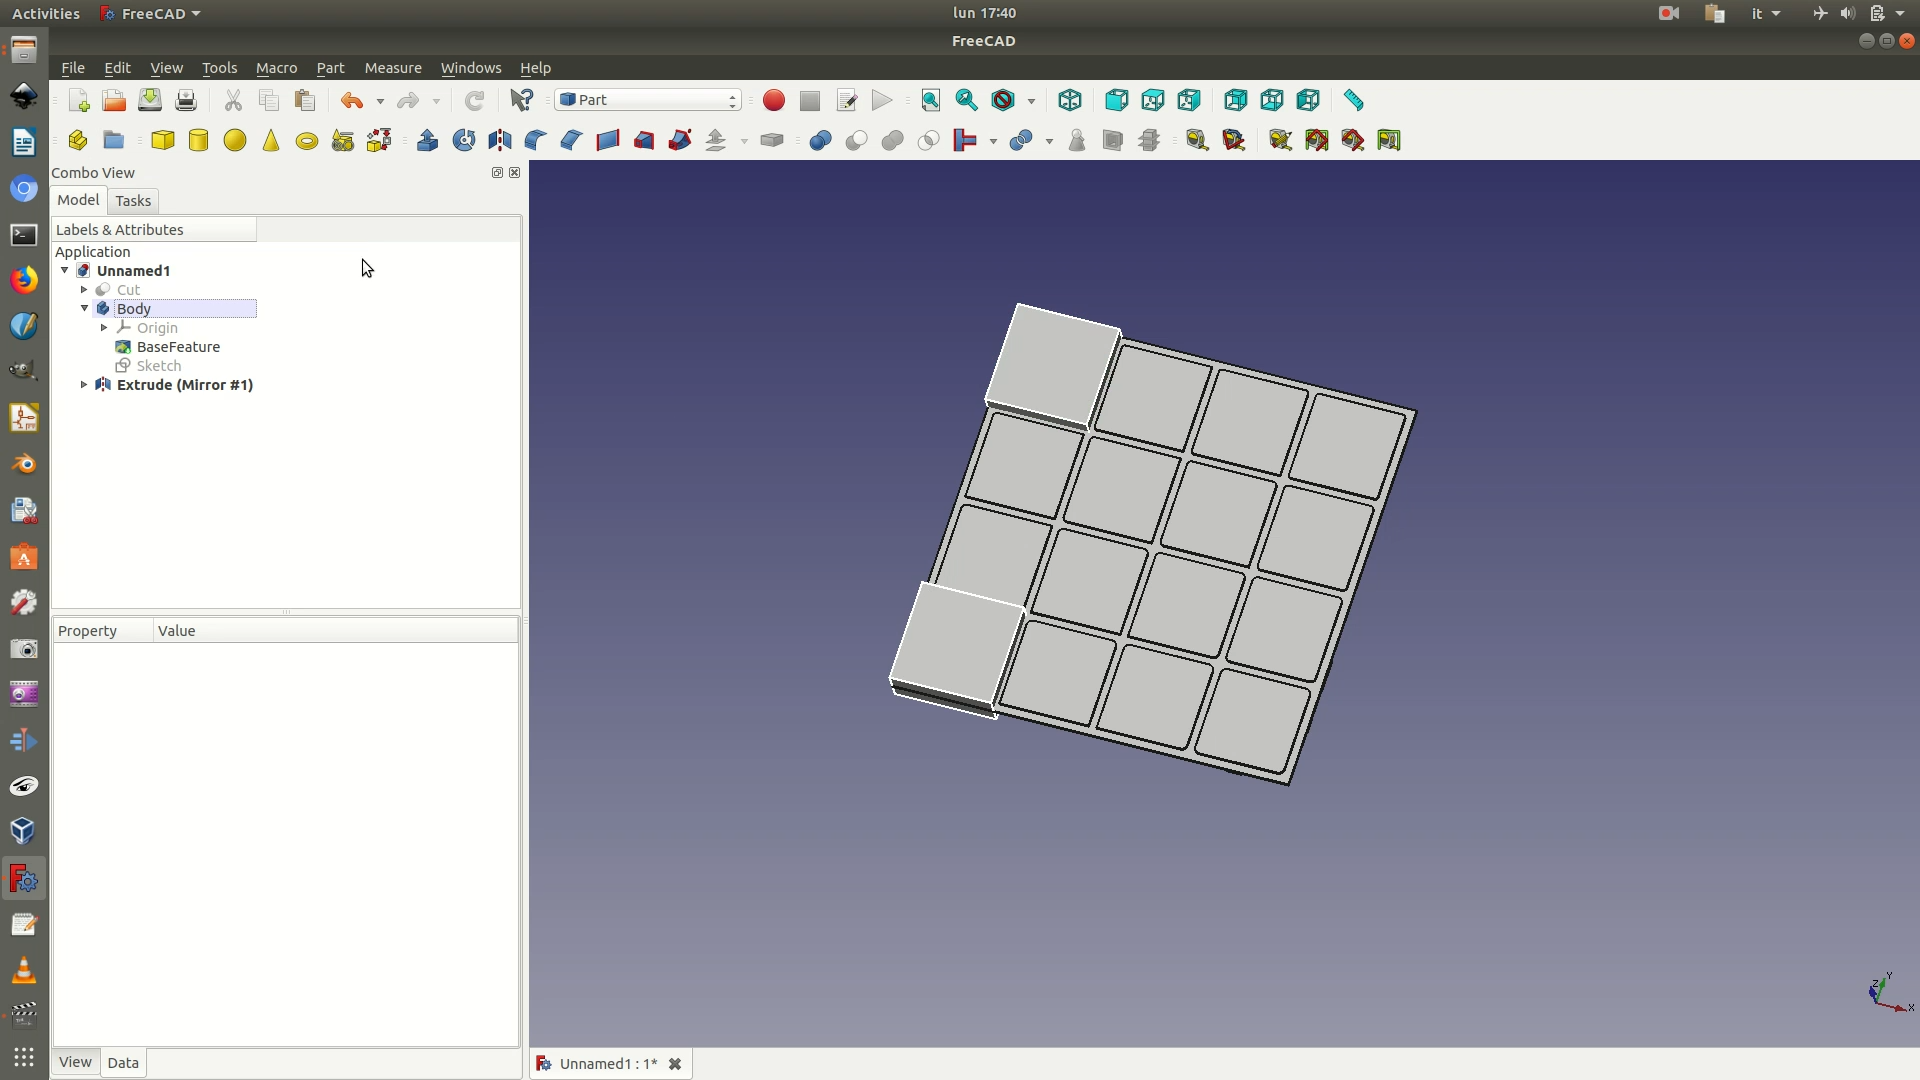 Activities FreeCAD lun 17:40 it
FreeCAD
File Edit View Tools Macro Part Measure Windows Help
Part
Combo View
Model Tasks
Labels & Attributes
Application
Unnamed1
Cut
Body
Origin
BaseFeature
Sketch
Extrude (Mirror #1)
Property Value
Y
Z
X
View Data
Unnamed1 : 1*